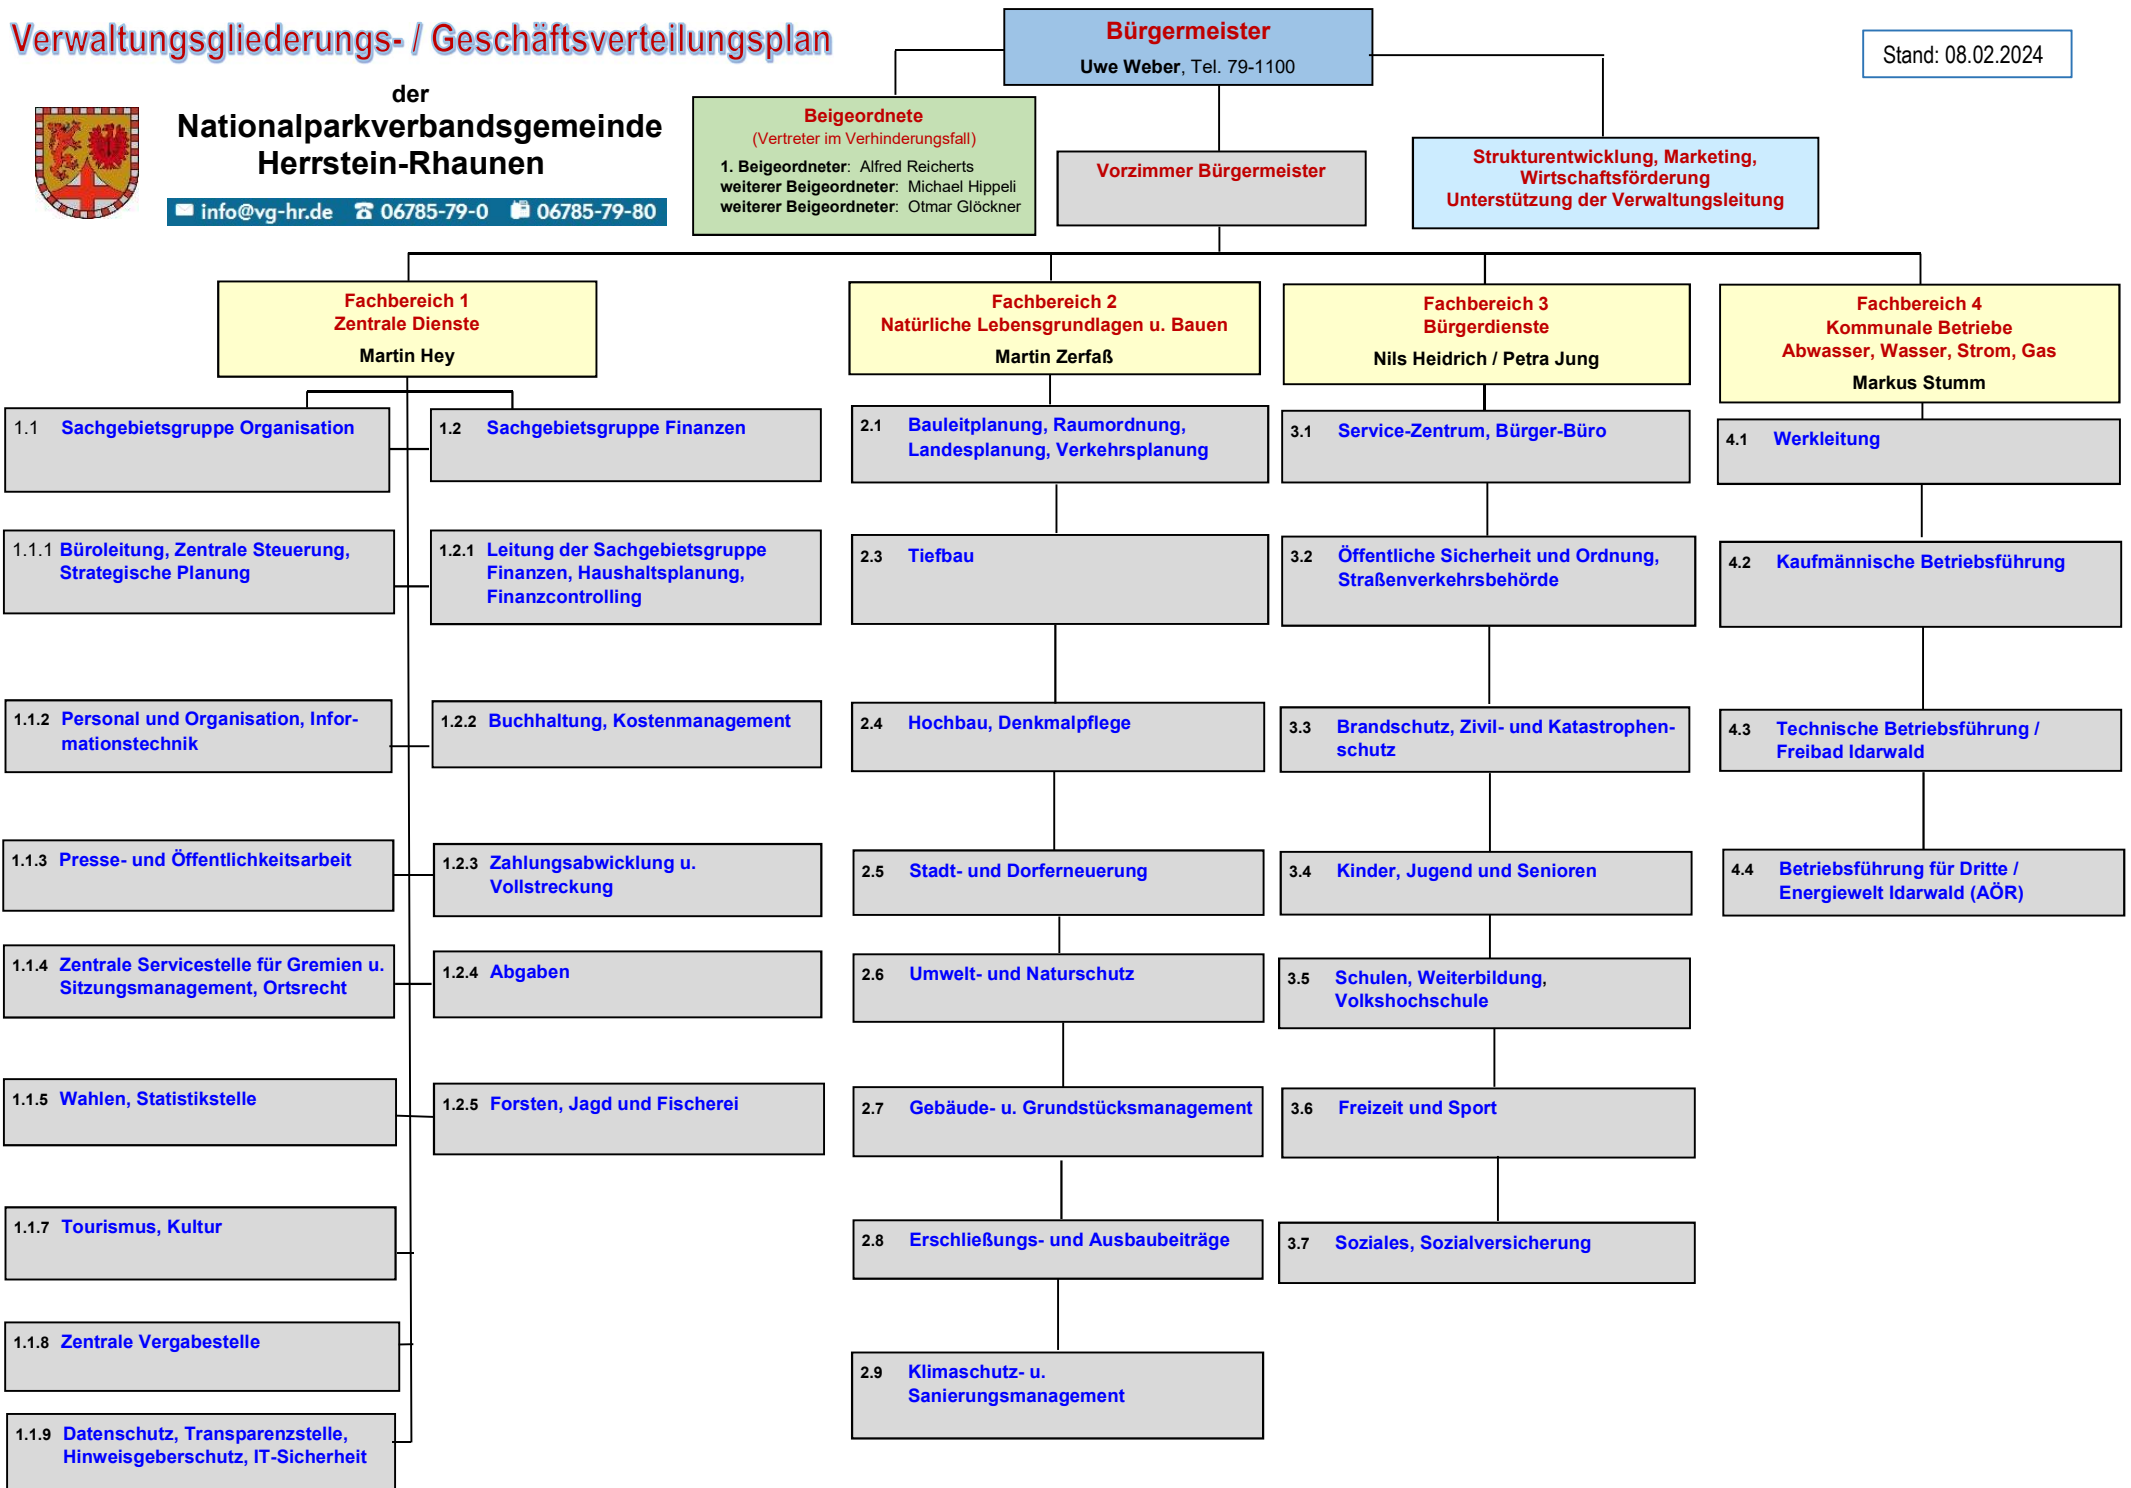 Verwaltungsgliederungs- / Geschäftsverteilungsplan
der
Nationalparkverbandsgemeinde
Herrstein-Rhaunen
info@vg-hr.de 06785-79-0 06785-79-80
Bürgermeister
Uwe Weber, Tel. 79-1100
Stand: 08.02.2024
Beigeordnete
(Vertreter im Verhinderungsfall)
1. Beigeordneter: Alfred Reicherts
weiterer Beigeordneter: Michael Hippeli
weiterer Beigeordneter: Otmar Glöckner
Vorzimmer Bürgermeister
Strukturentwicklung, Marketing,
Wirtschaftsförderung
Unterstützung der Verwaltungsleitung
Fachbereich 1
Zentrale Dienste
Martin Hey
Fachbereich 2
Natürliche Lebensgrundlagen u. Bauen
Martin Zerfaß
Fachbereich 3
Bürgerdienste
Nils Heidrich / Petra Jung
Fachbereich 4
Kommunale Betriebe
Abwasser, Wasser, Strom, Gas
Markus Stumm
1.1 Sachgebietsgruppe Organisation
1.1.1 Büroleitung, Zentrale Steuerung,
Strategische Planung
1.1.2 Personal und Organisation, Infor-
mationstechnik
1.1.3 Presse- und Öffentlichkeitsarbeit
1.1.4 Zentrale Servicestelle für Gremien u.
Sitzungsmanagement, Ortsrecht
1.1.5 Wahlen, Statistikstelle
1.1.7 Tourismus, Kultur
1.1.8 Zentrale Vergabestelle
1.1.9 Datenschutz, Transparenzstelle,
Hinweisgeberschutz, IT-Sicherheit
1.2 Sachgebietsgruppe Finanzen
1.2.1 Leitung der Sachgebietsgruppe
Finanzen, Haushaltsplanung,
Finanzcontrolling
1.2.2 Buchhaltung, Kostenmanagement
1.2.3 Zahlungsabwicklung u.
Vollstreckung
1.2.4 Abgaben
1.2.5 Forsten, Jagd und Fischerei
2.1 Bauleitplanung, Raumordnung,
Landesplanung, Verkehrsplanung
2.3 Tiefbau
2.4 Hochbau, Denkmalpflege
2.5 Stadt- und Dorferneuerung
2.6 Umwelt- und Naturschutz
2.7 Gebäude- u. Grundstücksmanagement
2.8 Erschließungs- und Ausbaubeiträge
2.9 Klimaschutz- u.
Sanierungsmanagement
3.1 Service-Zentrum, Bürger-Büro
3.2 Öffentliche Sicherheit und Ordnung,
Straßenverkehrsbehörde
3.3 Brandschutz, Zivil- und Katastrophen-
schutz
3.4 Kinder, Jugend und Senioren
3.5 Schulen, Weiterbildung,
Volkshochschule
3.6 Freizeit und Sport
3.7 Soziales, Sozialversicherung
4.1 Werkleitung
4.2 Kaufmännische Betriebsführung
4.3 Technische Betriebsführung /
Freibad Idarwald
4.4 Betriebsführung für Dritte /
Energiewelt Idarwald (AÖR)